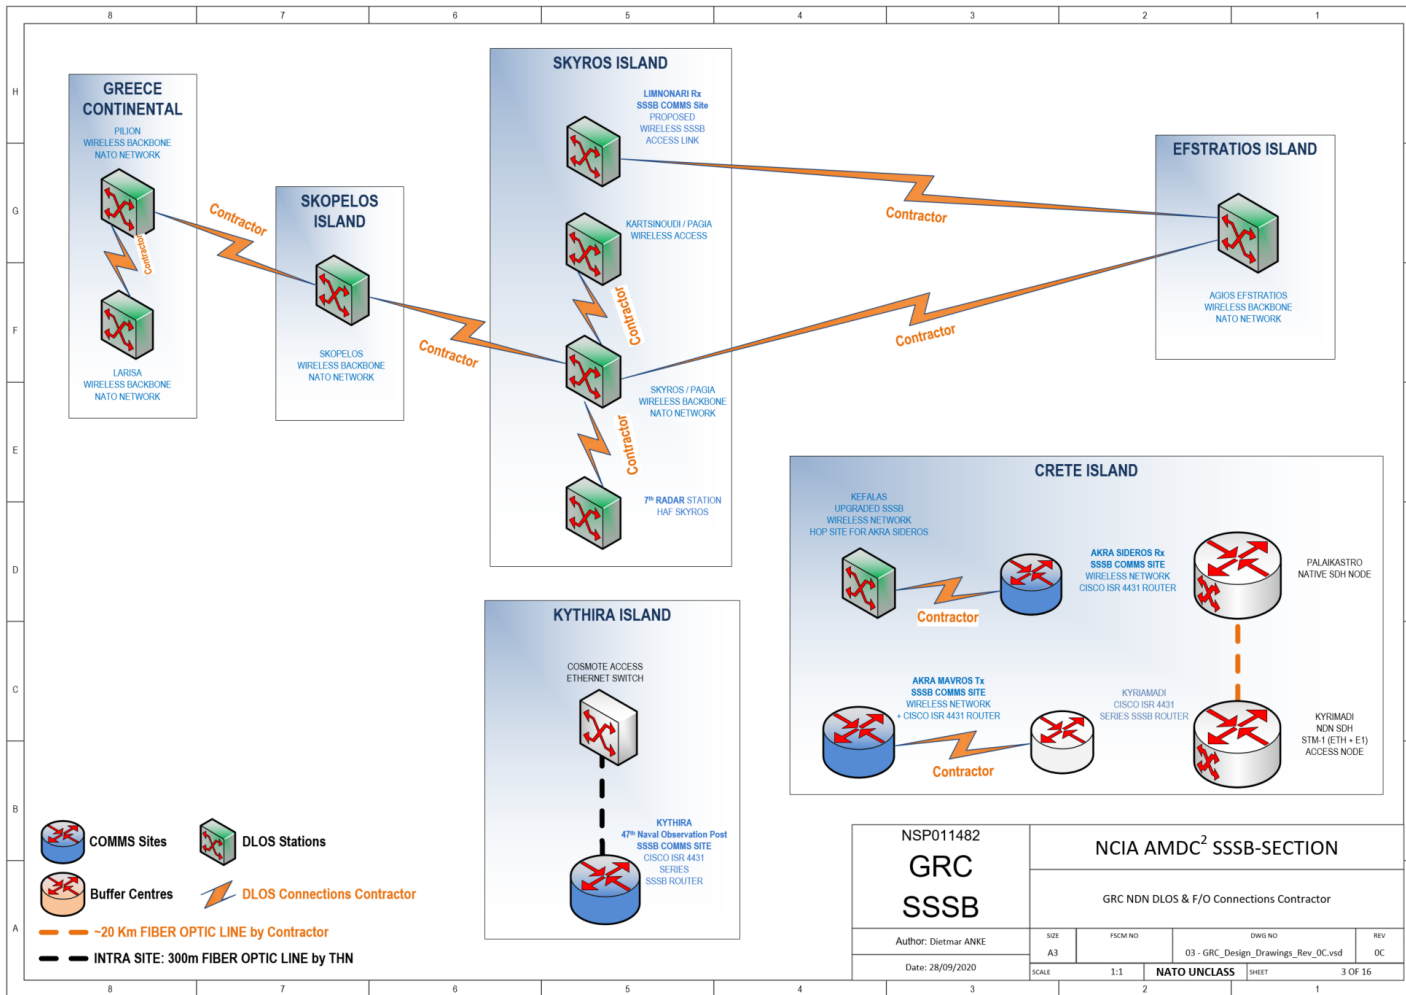 8 7 6 5 4 3 2 1
H
G
F
E
D
C
B
A
GREECE
CONTINENTAL
PILION
WIRELESS BACKBONE
NATO NETWORK
Contractor
LARISA
WIRELESS BACKBONE
NATO NETWORK
Contractor
SKOPELOS
ISLAND
SKOPELOS
WIRELESS BACKBONE
NATO NETWORK
Contractor
SKYROS ISLAND
LIMNONARI Rx
SSSB COMMS Site
PROPOSED
WIRELESS SSSB
ACCESS LINK
KARTSINOUDI / PAGIA
WIRELESS ACCESS
Contractor
SKYROS / PAGIA
WIRELESS BACKBONE
NATO NETWORK
Contractor
7th RADAR STATION
HAF SKYROS
Contractor
Contractor
EFSTRATIOS ISLAND
AGIOS EFSTRATIOS
WIRELESS BACKBONE
NATO NETWORK
KYTHIRA ISLAND
COSMOTE ACCESS
ETHERNET SWITCH
KYTHIRA
47th Naval Observation Post
SSSB COMMS SITE
CISCO ISR 4431
SERIES
SSSB ROUTER
CRETE ISLAND
KEFALAS
UPGRADED SSSB
WIRELESS NETWORK
HOP SITE FOR AKRA SIDEROS
Contractor
AKRA SIDEROS Rx
SSSB COMMS SITE
WIRELESS NETWORK
CISCO ISR 4431 ROUTER
PALAIKASTRO
NATIVE SDH NODE
AKRA MAVROS Tx
SSSB COMMS SITE
WIRELESS NETWORK
+ CISCO ISR 4431 ROUTER
Contractor
KYRIAMADI
CISCO ISR 4431
SERIES SSSB ROUTER
KYRIMADI
NDN SDH
STM-1 (ETH + E1)
ACCESS NODE
COMMS Sites
DLOS Stations
Buffer Centres
DLOS Connections Contractor
~20 Km FIBER OPTIC LINE by Contractor
INTRA SITE: 300m FIBER OPTIC LINE by THN
NSP011482
GRC
SSSB
Author: Dietmar ANKE
Date: 28/09/2020
NCIA AMDC² SSSB-SECTION
GRC NDN DLOS & F/O Connections Contractor
SIZE
A3
FSCM NO
DWG NO
03 - GRC_Design_Drawings_Rev_0C.vsd
REV
0C
SCALE
1:1
NATO UNCLASS
SHEET
3 OF 16
8 7 6 5 4 3 2 1